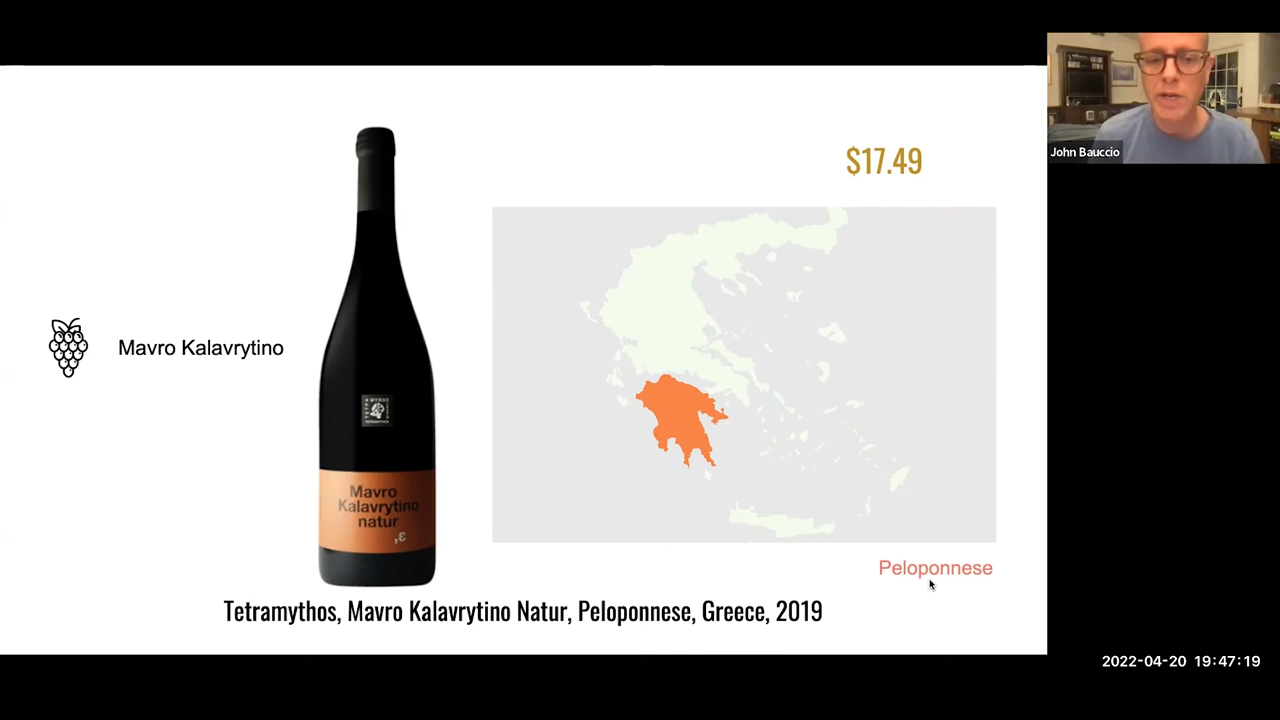 John Bauccio
$17.49
Mavro Kalavrytino
Mavro
Kalavrytino
natur
Peloponnese
Tetramythos, Mavro Kalavrytino Natur, Peloponnese, Greece, 2019
2022-04-20 19:47:19